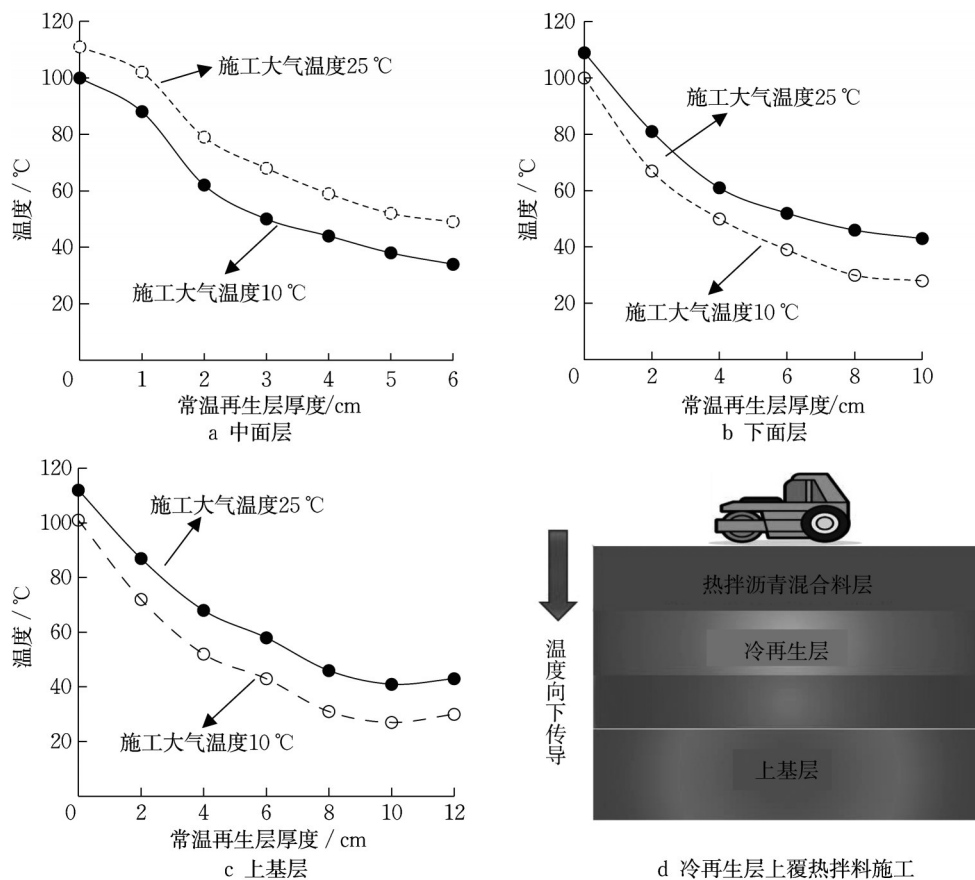 120
100
80
60
40
20
温度 /℃
施工大气温度25 ℃
施工大气温度10 ℃
0 1 2 3 4 5 6
常温再生层厚度/cm
a 中面层
120
100
80
60
40
20
温度 /℃
施工大气温度25 ℃
施工大气温度10 ℃
0 2 4 6 8 10
常温再生层厚度/cm
b 下面层
120
100
80
60
40
20
温度 /℃
施工大气温度25 ℃
施工大气温度10 ℃
0 2 4 6 8 10 12
常温再生层厚度 / cm
c 上基层
温度向下传导
热拌沥青混合料层
冷再生层
上基层
d 冷再生层上覆热拌料施工